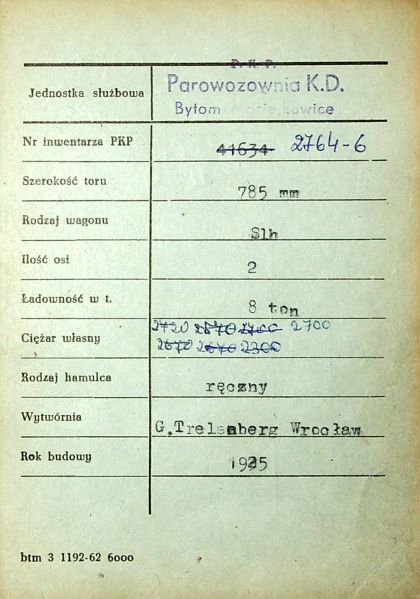 P. K. P.
Jednostka służbowa Parowozownia K.D.
Bytom
Nr inwentarza PKP 41634 2764-6
Szerokość toru 785 mm
Rodzaj wagonu Slh
Ilość osi 2
Ładowność w t. 8 ton
2700
Ciężar własny
Rodzaj hamulca ręczny
Wytwórnia G.Trelenberg Wrocław
Rok budowy
btm 3 1192-62 6000